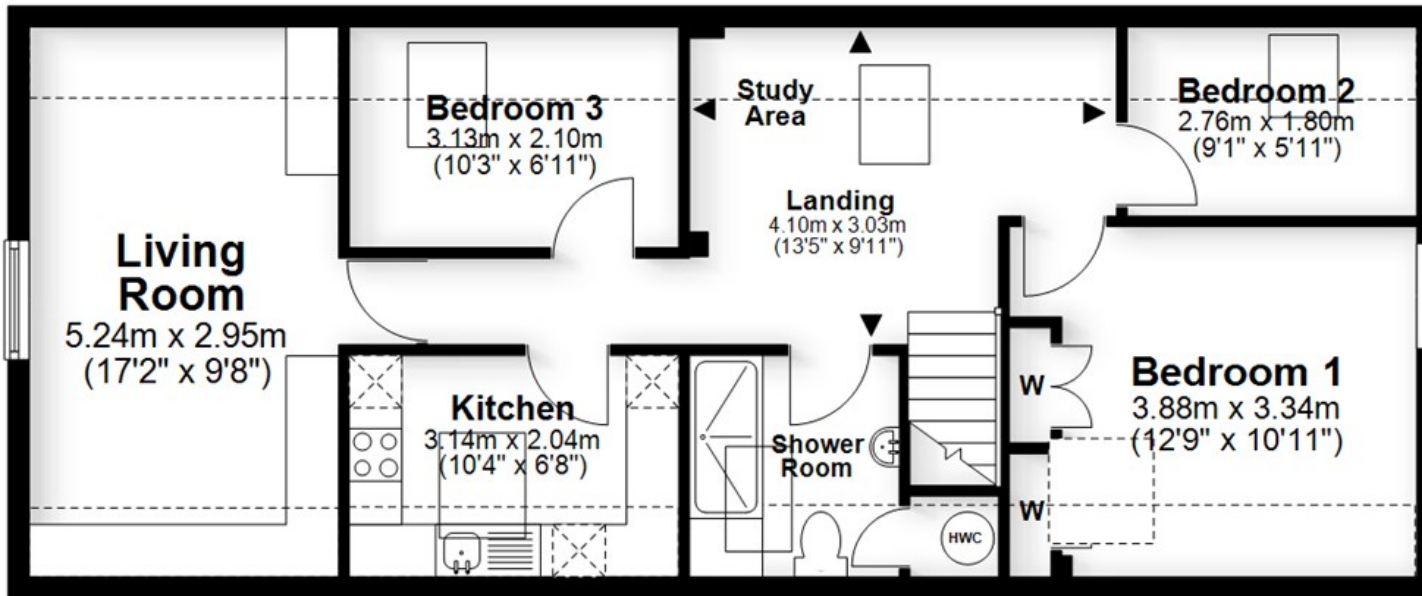 Living
Room
5.24m x 2.95m
(17'2" x 9'8")
Bedroom 3
3.13m x 2.10m
(10'3" x 6'11")
Study
Area
Landing
4.10m x 3.03m
(13'5" x 9'11")
Bedroom 2
2.76m x 1.80m
(9'1" x 5'11")
Kitchen
3.14m x 2.04m
(10'4" x 6'8")
Shower
Room
HWC
W
W
Bedroom 1
3.88m x 3.34m
(12'9" x 10'11")